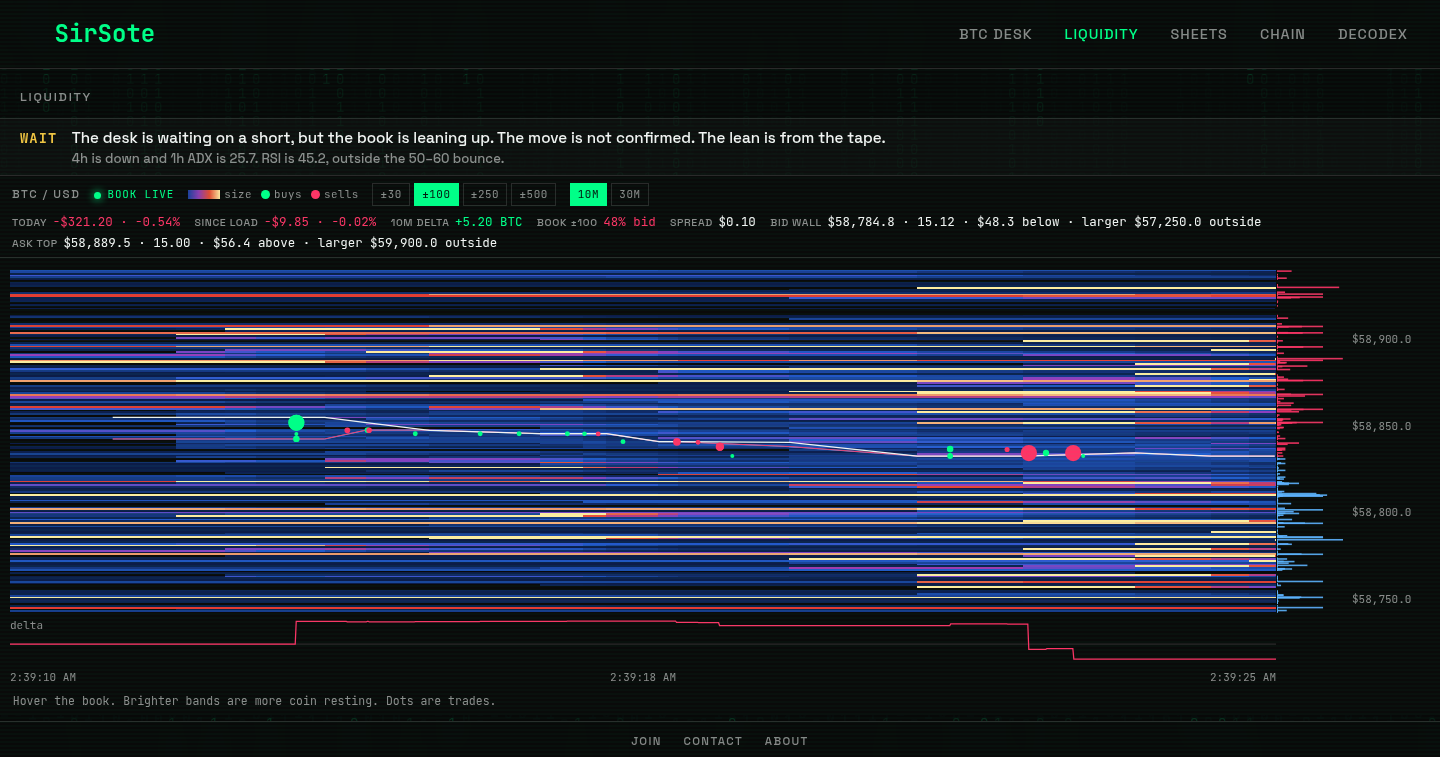 SirSote
BTC DESK LIQUIDITY SHEETS CHAIN DECODEX
LIQUIDITY
WAIT The desk is waiting on a short, but the book is leaning up. The move is not confirmed. The lean is from the tape.
4h is down and 1h ADX is 25.7. RSI is 45.2, outside the 50–60 bounce.
BTC / USD BOOK LIVE size buys sells ±30 ±100 ±250 ±500 10M 30M
TODAY -$321.20 · -0.54% SINCE LOAD -$9.85 · -0.02% 10M DELTA +5.20 BTC BOOK ±100 48% bid SPREAD $0.10 BID WALL $58,784.8 · 15.12 · $48.3 below · larger $57,250.0 outside
ASK TOP $58,889.5 · 15.00 · $56.4 above · larger $59,900.0 outside
$58,900.0
$58,850.0
$58,800.0
$58,750.0
delta
2:39:10 AM 2:39:18 AM 2:39:25 AM
Hover the book. Brighter bands are more coin resting. Dots are trades.
JOIN CONTACT ABOUT